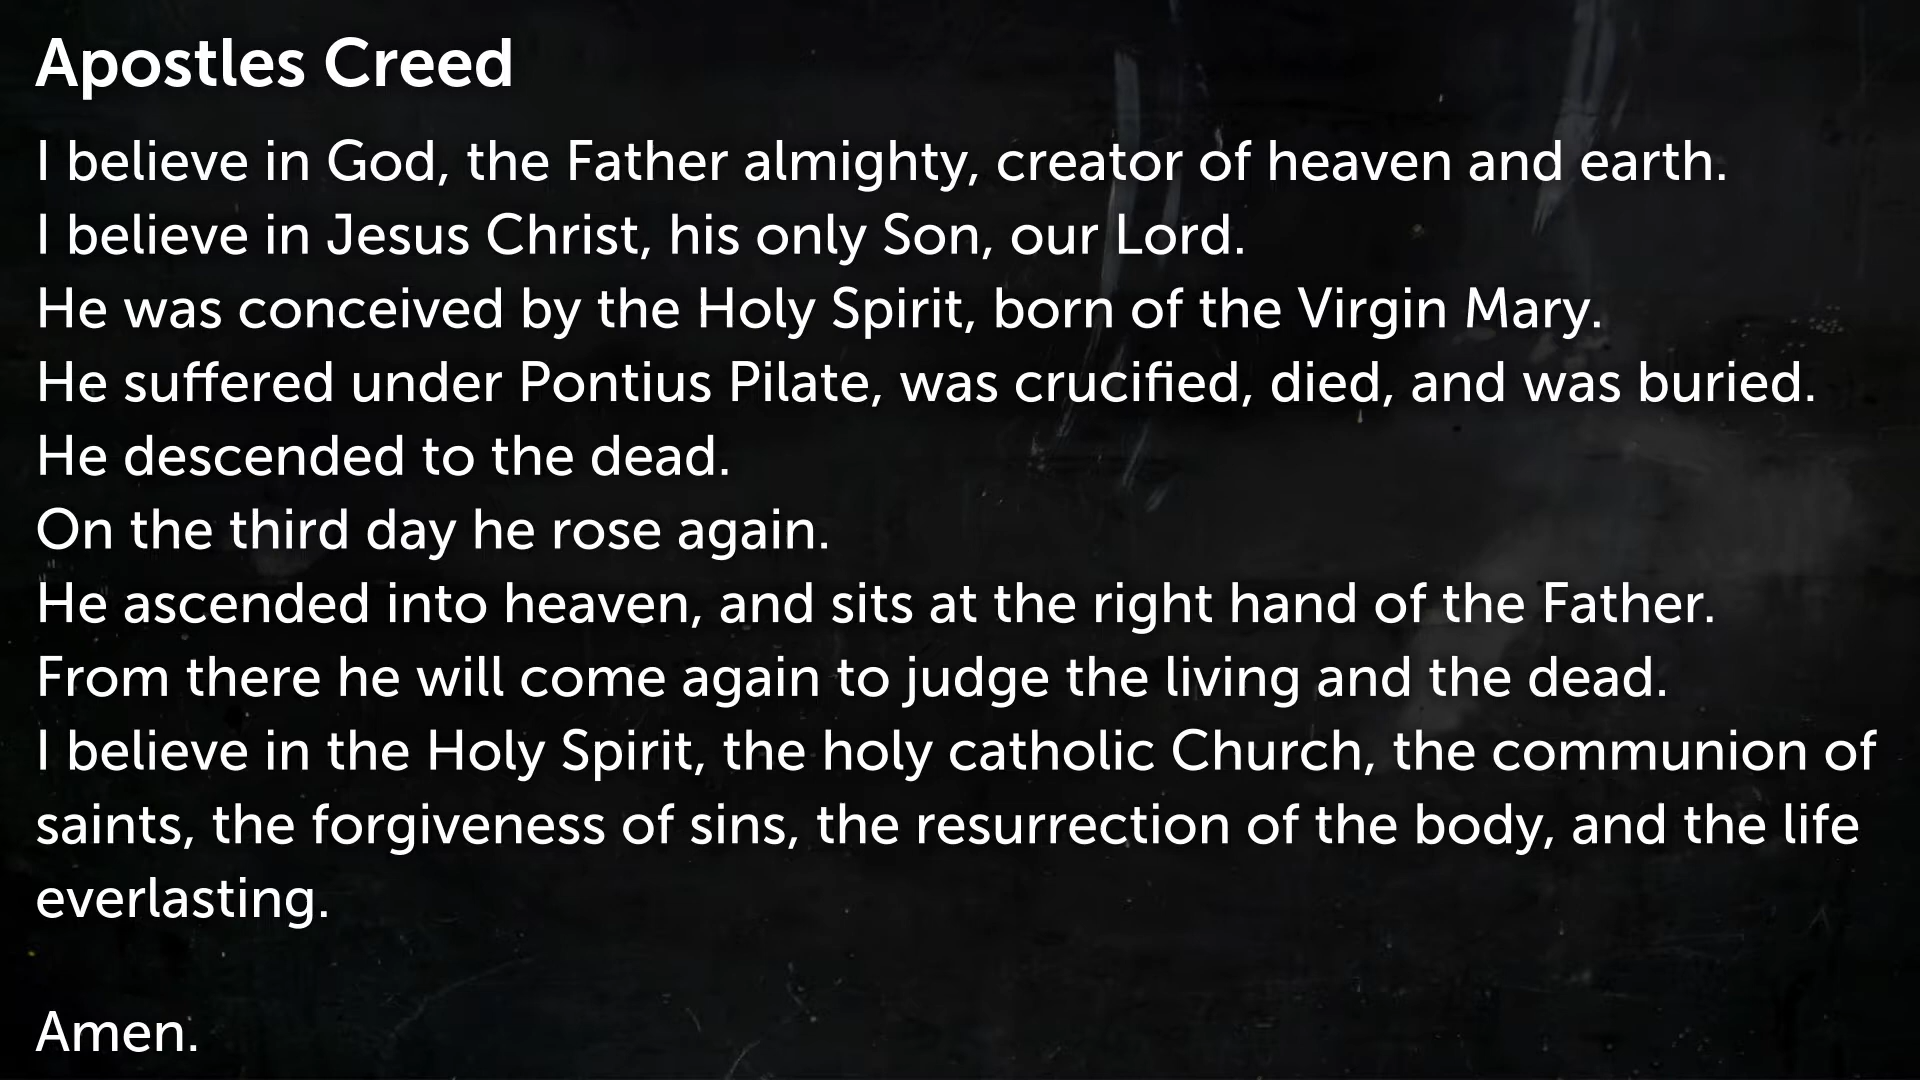 Apostles Creed
I believe in God, the Father almighty, creator of heaven and earth.
I believe in Jesus Christ, his only Son, our Lord.
He was conceived by the Holy Spirit, born of the Virgin Mary.
He suffered under Pontius Pilate, was crucified, died, and was buried.
He descended to the dead.
On the third day he rose again.
He ascended into heaven, and sits at the right hand of the Father.
From there he will come again to judge the living and the dead.
I believe in the Holy Spirit, the holy catholic Church, the communion of
saints, the forgiveness of sins, the resurrection of the body, and the life
everlasting.
Amen.